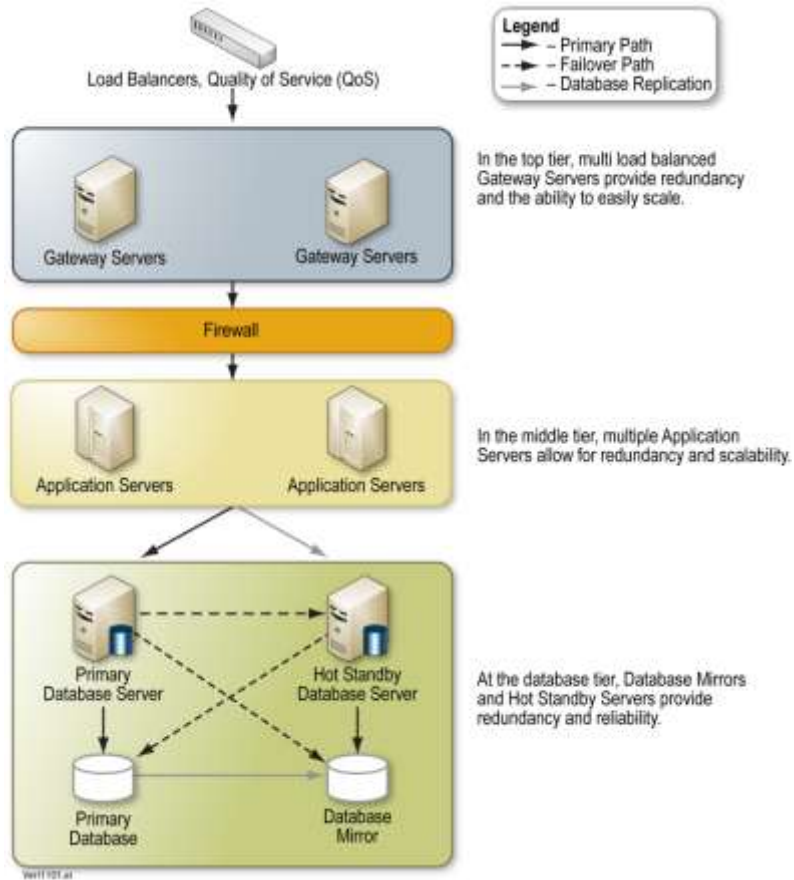 Legend
– Primary Path
– Failover Path
– Database Replication
Load Balancers, Quality of Service (QoS)
In the top tier, multi load balanced
Gateway Servers provide redundancy
and the ability to easily scale.
Gateway Servers
Gateway Servers
Firewall
In the middle tier, multiple Application
Servers allow for redundancy and scalability.
Application Servers
Application Servers
Primary
Database Server
Hot Standby
Database Server
At the database tier, Database Mirrors
and Hot Standby Servers provide
redundancy and reliability.
Primary
Database
Database
Mirror